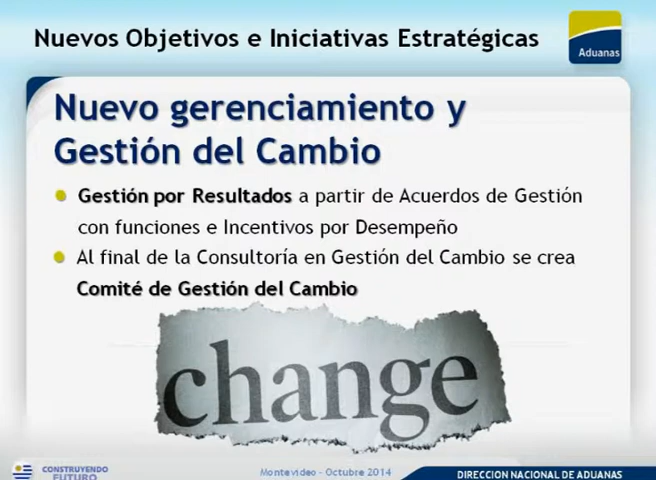 Nuevos Objetivos e Iniciativas Estratégicas
Aduanas
Nuevo gerenciamiento y
Gestión del Cambio
Gestión por Resultados a partir de Acuerdos de Gestión
con funciones e Incentivos por Desempeño
Al final de la Consultoría en Gestión del Cambio se crea
Comité de Gestión del Cambio
change
CONSTRUYENDO
FUTURO
Montevideo - Octubre 2014
DIRECCION NACIONAL DE ADUANAS